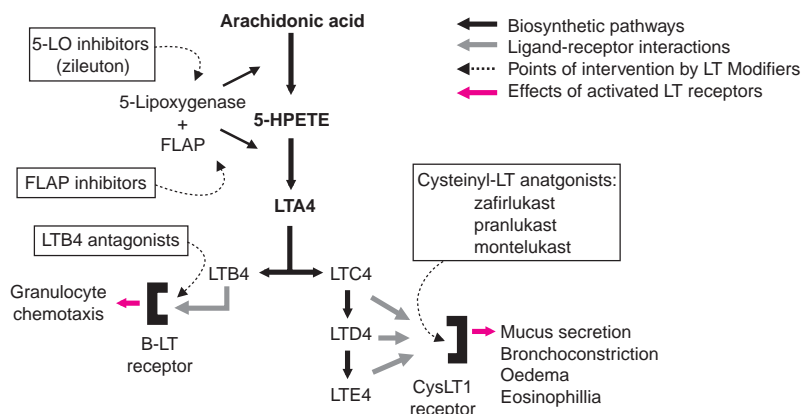 Arachidonic acid
5-LO inhibitors
(zileuton)
5-Lipoxygenase
+
FLAP
5-HPETE
FLAP inhibitors
LTA4
LTB4 antagonists
LTB4
LTC4
Granulocyte
chemotaxis
B-LT
receptor
LTD4
LTE4
Cysteinyl-LT anatgonists:
zafirlukast
pranlukast
montelukast
CysLT1
receptor
Mucus secretion
Bronchoconstriction
Oedema
Eosinophillia
Biosynthetic pathways
Ligand-receptor interactions
Points of intervention by LT Modifiers
Effects of activated LT receptors